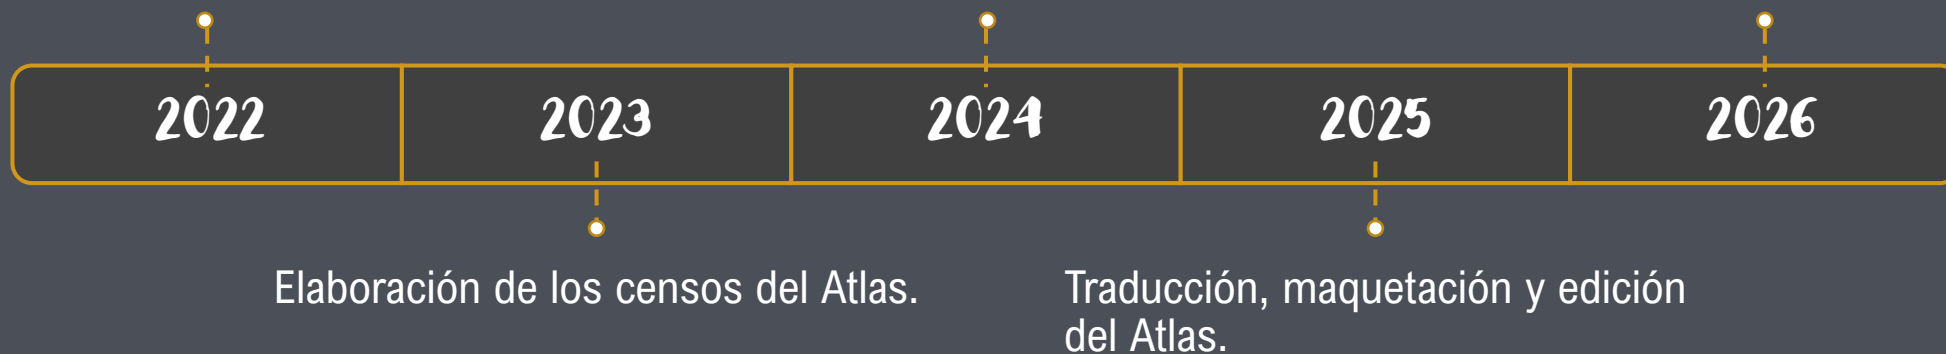 2022 2023 2024 2025 2026
Elaboración de los censos del Atlas.
Traducción, maquetación y edición
del Atlas.